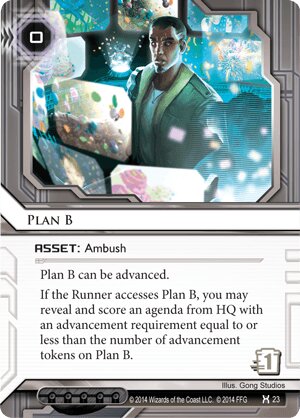 0
PLAN B
ASSET: Ambush
Plan B can be advanced.
If the Runner accesses Plan B, you may
reveal and score an agenda from HQ with
an advancement requirement equal to or
less than the number of advancement
tokens on Plan B.
1
Illus. Gong Studios
© 2014 Wizards of the Coast LLC. © 2014 FFG
23